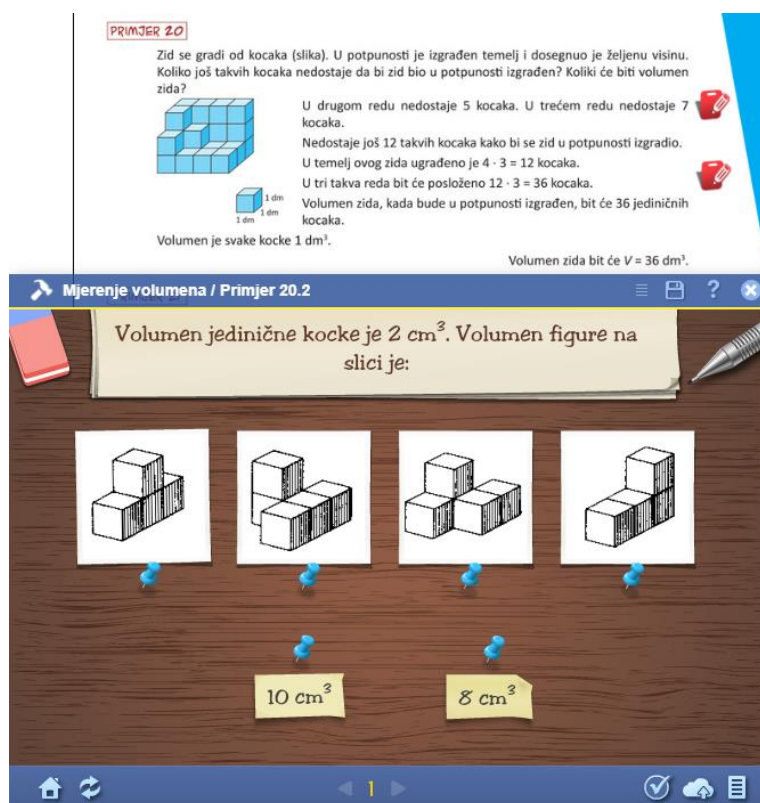 PRIMJER 20
Zid se gradi od kocaka (slika). U potpunosti je izgrađen temelj i dosegnuo je željenu visinu.
Koliko još takvih kocaka nedostaje da bi zid bio u potpunosti izgrađen? Koliki će biti volumen
zida?
U drugom redu nedostaje 5 kocaka. U trećem redu nedostaje 7
kocaka.
Nedostaje još 12 takvih kocaka kako bi se zid u potpunosti izgradio.
U temelj ovog zida ugrađeno je 4 · 3 = 12 kocaka.
U tri takva reda bit će posloženo 12 · 3 = 36 kocaka.
1 dm
1 dm
1 dm
Volumen zida, kada bude u potpunosti izgrađen, bit će 36 jediničnih
kocaka.
Volumen je svake kocke 1 dm³.
Volumen zida bit će V = 36 dm³.
Mjerenje volumena / Primjer 20.2
?
Volumen jedinične kocke je 2 cm³. Volumen figure na
slici je:
10 cm³
8 cm³
1